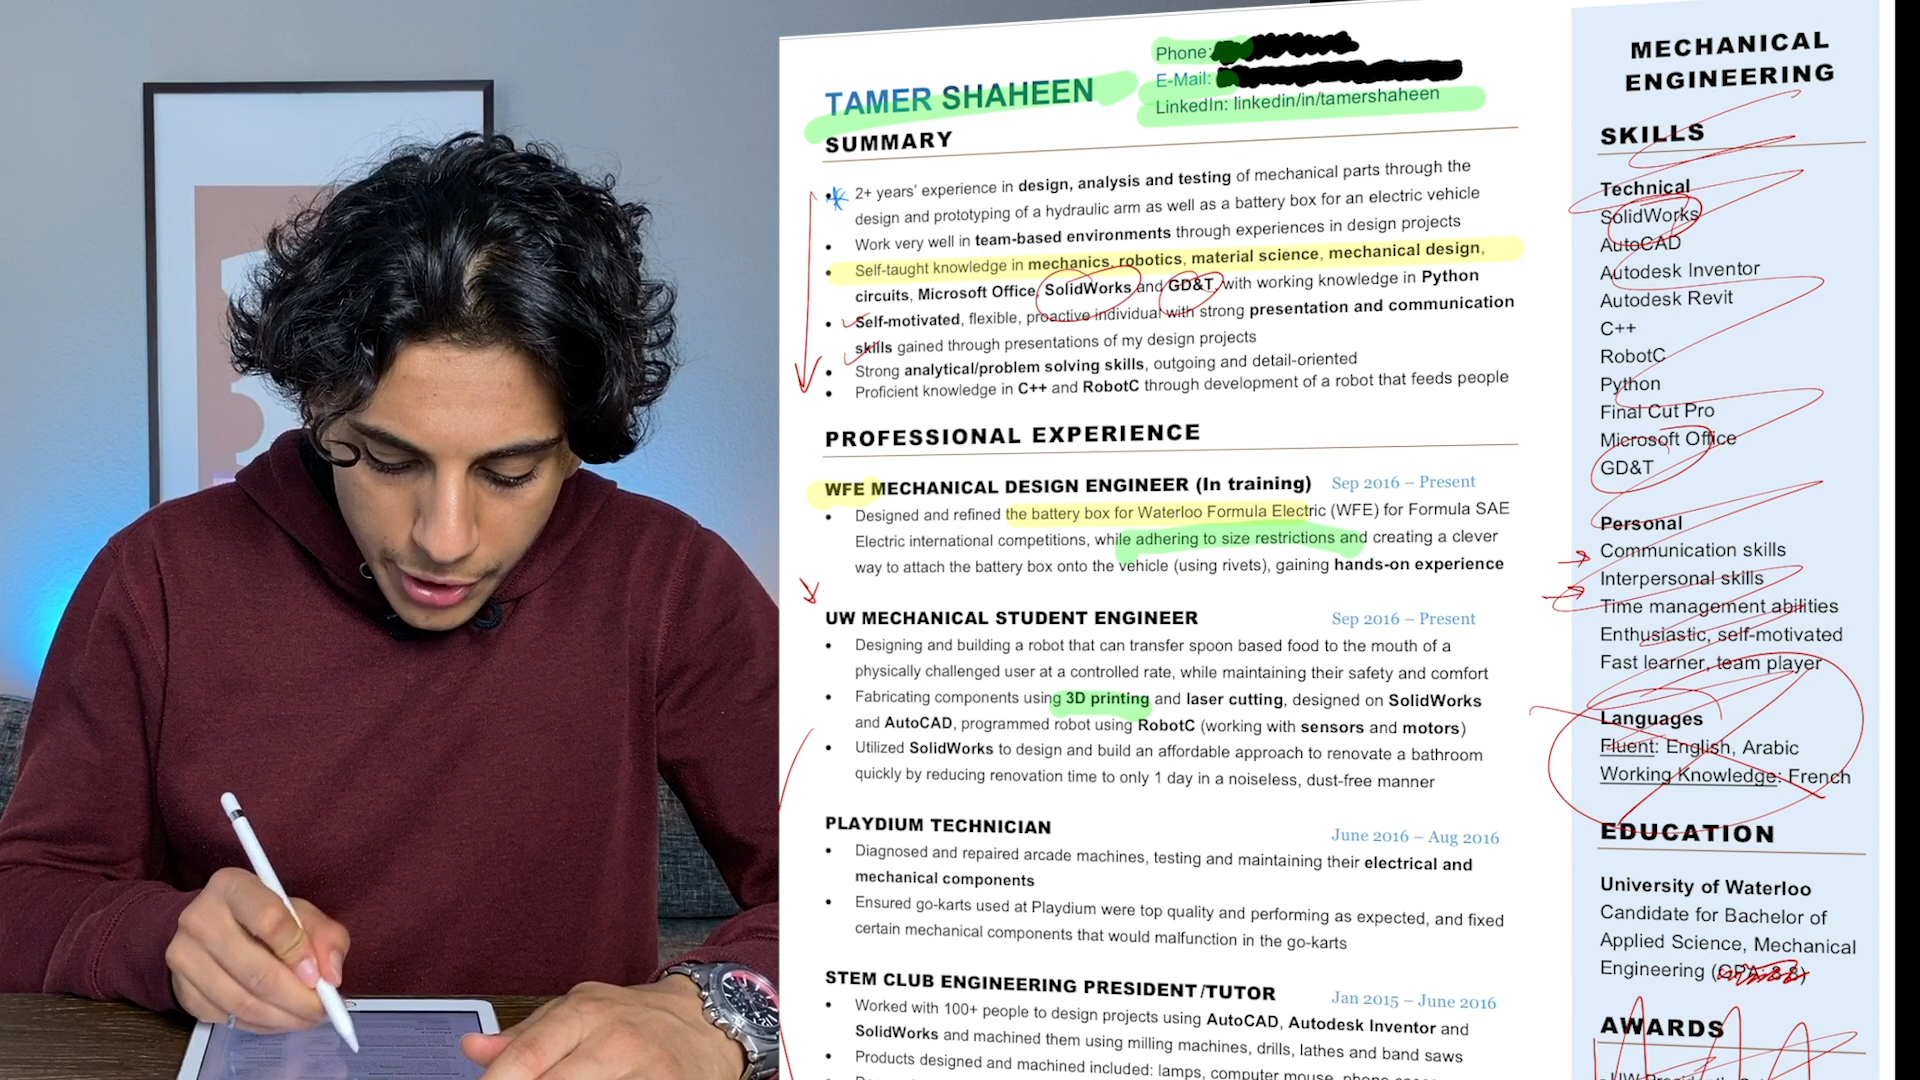 TAMER SHAHEEN
Phone:
E-Mail:
LinkedIn: linkedin/in/tamershaheen
SUMMARY
2+ years' experience in design, analysis and testing of mechanical parts through the
design and prototyping of a hydraulic arm as well as a battery box for an electric vehicle
Work very well in team-based environments through experiences in design projects
Self-taught knowledge in mechanics, robotics, material science, mechanical design,
circuits, Microsoft Office, SolidWorks and GD&T, with working knowledge in Python
Self-motivated, flexible, proactive individual with strong presentation and communication
skills gained through presentations of my design projects
Strong analytical/problem solving skills, outgoing and detail-oriented
Proficient knowledge in C++ and RobotC through development of a robot that feeds people
PROFESSIONAL EXPERIENCE
WFE MECHANICAL DESIGN ENGINEER (In training) Sep 2016 – Present
Designed and refined the battery box for Waterloo Formula Electric (WFE) for Formula SAE
Electric international competitions, while adhering to size restrictions and creating a clever
way to attach the battery box onto the vehicle (using rivets), gaining hands-on experience
UW MECHANICAL STUDENT ENGINEER Sep 2016 – Present
Designing and building a robot that can transfer spoon based food to the mouth of a
physically challenged user at a controlled rate, while maintaining their safety and comfort
Fabricating components using 3D printing and laser cutting, designed on SolidWorks
and AutoCAD, programmed robot using RobotC (working with sensors and motors)
Utilized SolidWorks to design and build an affordable approach to renovate a bathroom
quickly by reducing renovation time to only 1 day in a noiseless, dust-free manner
PLAYDIUM TECHNICIAN June 2016 – Aug 2016
Diagnosed and repaired arcade machines, testing and maintaining their electrical and
mechanical components
Ensured go-karts used at Playdium were top quality and performing as expected, and fixed
certain mechanical components that would malfunction in the go-karts
STEM CLUB ENGINEERING PRESIDENT/TUTOR Jan 2015 – June 2016
Worked with 100+ people to design projects using AutoCAD, Autodesk Inventor and
SolidWorks and machined them using milling machines, drills, lathes and band saws
Products designed and machined included: lamps, computer mouse, phone
MECHANICAL
ENGINEERING
SKILLS
Technical
SolidWorks
AutoCAD
Autodesk Inventor
Autodesk Revit
C++
RobotC
Python
Final Cut Pro
Microsoft Office
GD&T
Personal
Communication skills
Interpersonal skills
Time management abilities
Enthusiastic, self-motivated
Fast learner, team player
Languages
Fluent: English, Arabic
Working Knowledge: French
EDUCATION
University of Waterloo
Candidate for Bachelor of
Applied Science, Mechanical
Engineering (
AWARDS